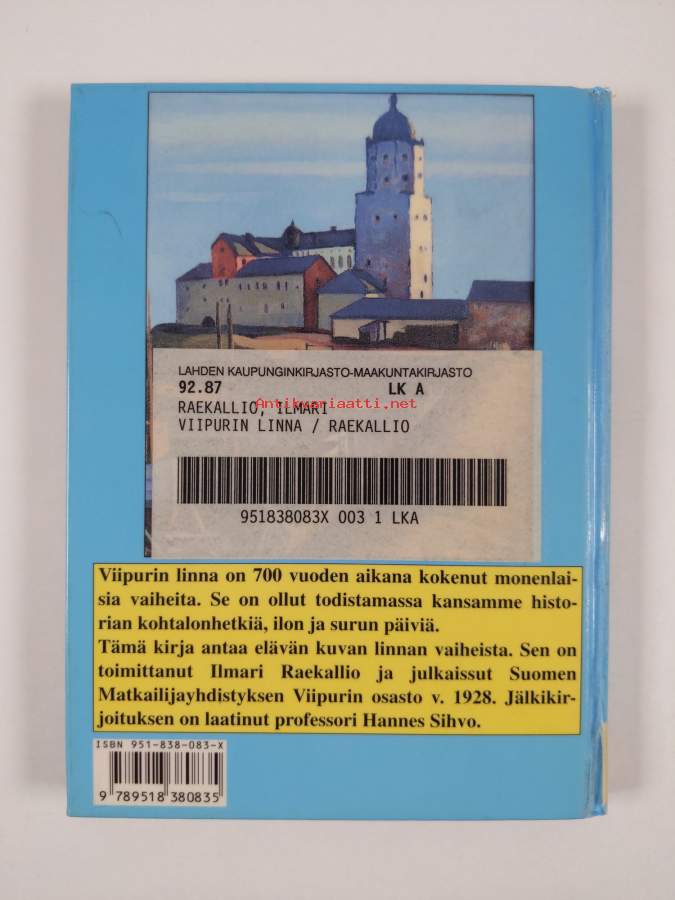 LAHDEN KAUPUNGINKIRJASTO-MAAKUNTAKIRJASTO
92.87 LK A
Antikvariaatti.net
RAEKALLIO, ILMARI
VIIPURIN LINNA / RAEKALLIO
951838083X 003 1 LKA
Viipurin linna on 700 vuoden aikana kokenut monenlai-
sia vaiheita. Se on ollut todistamassa kansamme histo-
rian kohtalonhetkiä, ilon ja surun päiviä.
Tämä kirja antaa elävän kuvan linnan vaiheista. Sen on
toimittanut Ilmari Raekallio ja julkaissut Suomen
Matkailijayhdistyksen Viipurin osasto v. 1928. Jälkikir-
joituksen on laatinut professori Hannes Sihvo.
ISBN 951-838-083-X
9 789518 380835